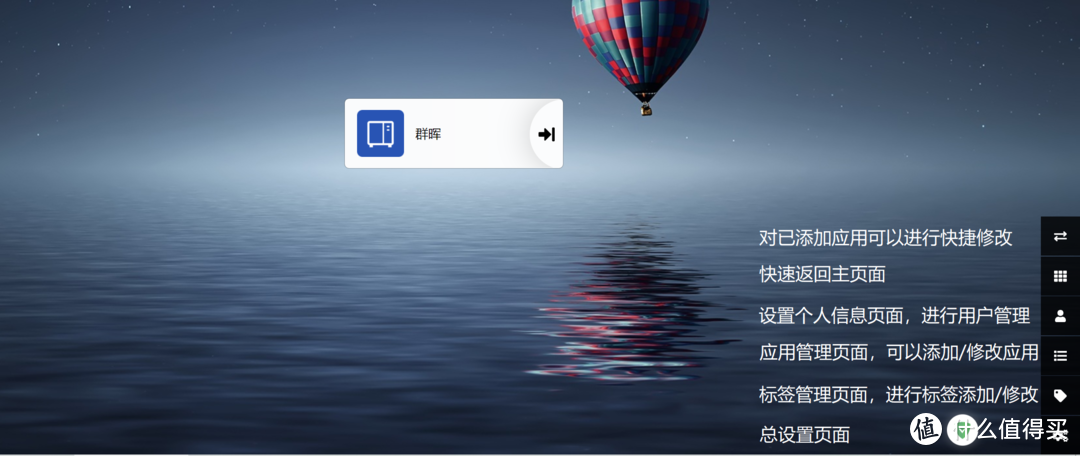 群晖
对已添加应用可以进行快捷修改
快速返回主页面
设置个人信息页面，进行用户管理
应用管理页面，可以添加/修改应用
标签管理页面，进行标签添加/修改
总设置页面
值 什么值得买